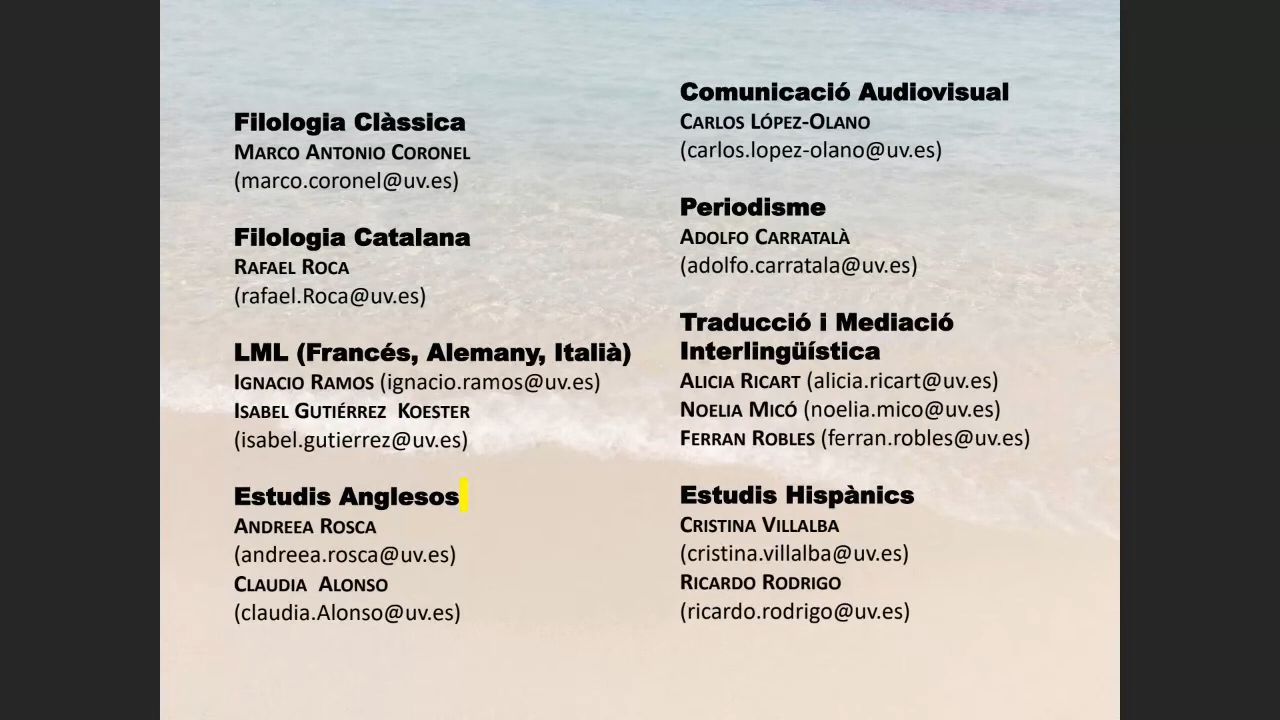 Filologia Clàssica
MARCO ANTONIO CORONEL
(marco.coronel@uv.es)
Filologia Catalana
RAFAEL ROCA
(rafael.Roca@uv.es)
LML (Francés, Alemany, Italià)
IGNACIO RAMOS (ignacio.ramos@uv.es)
ISABEL GUTIÉRREZ KOESTER
(isabel.gutierrez@uv.es)
Estudis Anglesos
ANDREEA ROSCA
(andreea.rosca@uv.es)
CLAUDIA ALONSO
(claudia.Alonso@uv.es)
Comunicació Audiovisual
CARLOS LÓPEZ-OLANO
(carlos.lopez-olano@uv.es)
Periodisme
ADOLFO CARRATALÀ
(adolfo.carratala@uv.es)
Traducció i Mediació
Interlingüística
ALICIA RICART (alicia.ricart@uv.es)
NOELIA MICÓ (noelia.mico@uv.es)
FERRAN ROBLES (ferran.robles@uv.es)
Estudis Hispànics
CRISTINA VILLALBA
(cristina.villalba@uv.es)
RICARDO RODRIGO
(ricardo.rodrigo@uv.es)